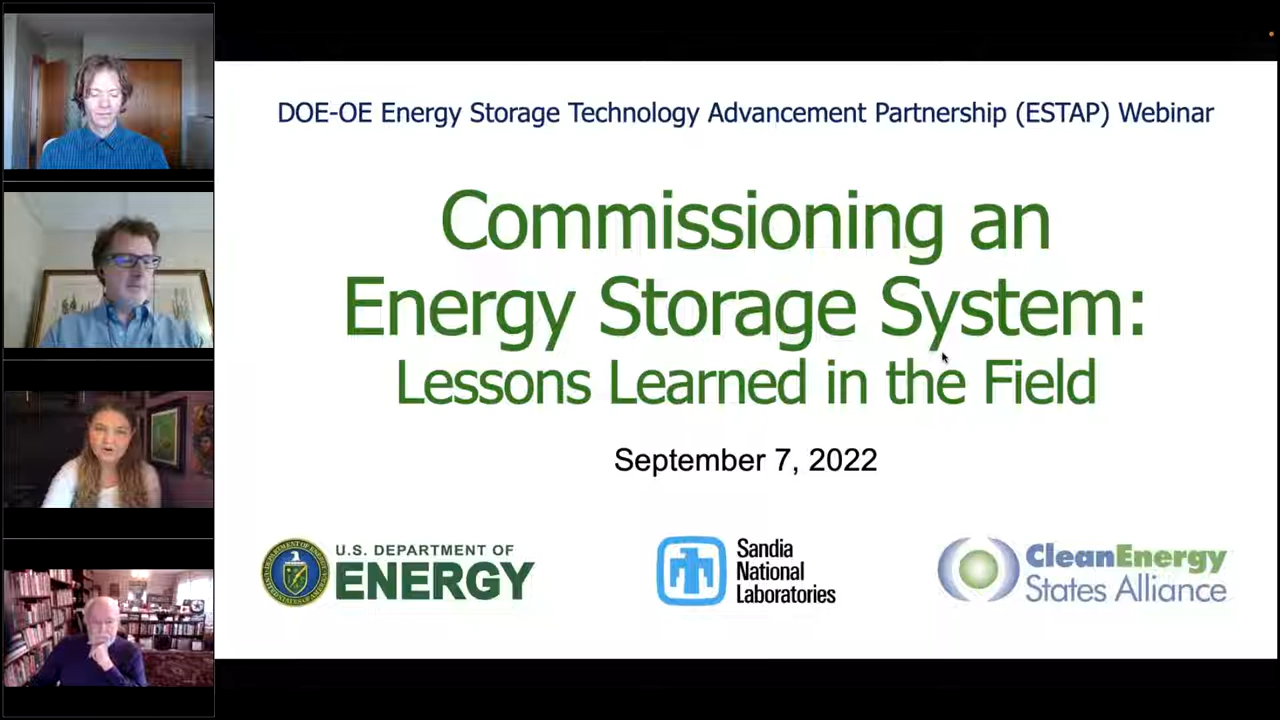 DOE-OE Energy Storage Technology Advancement Partnership (ESTAP) Webinar
Commissioning an
Energy Storage System:
Lessons Learned in the Field
September 7, 2022
U.S. DEPARTMENT OF
ENERGY
Sandia
National
Laboratories
CleanEnergy
States Alliance